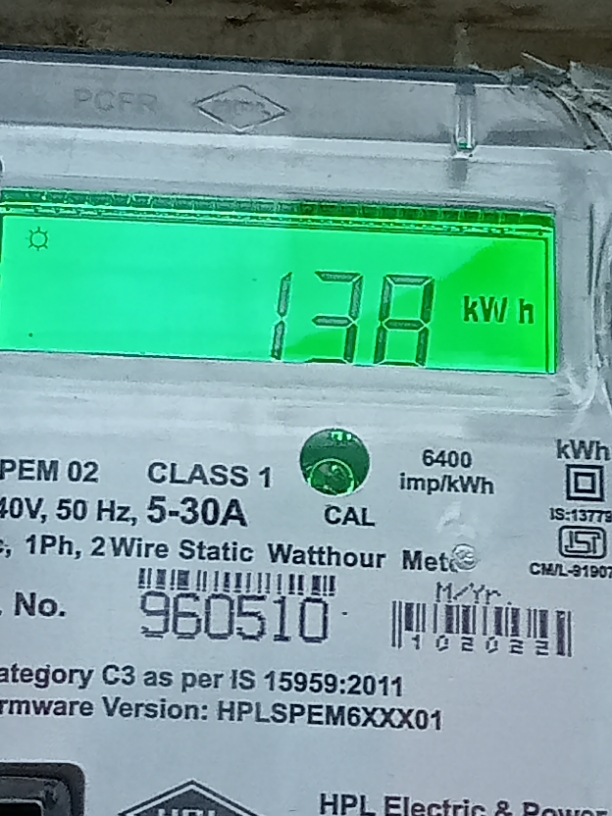 PCFR
138 kWh
PEM 02 CLASS 1
CAL
6400
imp/kWh
kWh
40V, 50 Hz, 5-30A
IS:13779
, 1Ph, 2 Wire Static Watthour
CM/L-91907
No. 960510
M/Yr.
102022
ategory C3 as per IS 15959:2011
rmware Version: HPLSPEM6XXX01
HPL
HPL Electric & Power